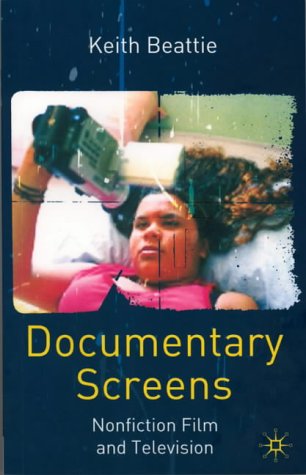 Keith Beattie
Documentary
Screens
Nonfiction Film
and Television